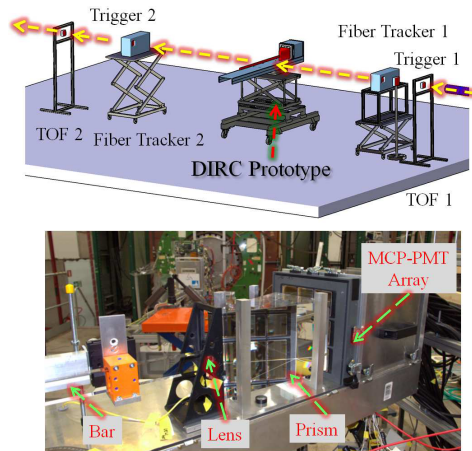 Trigger 2
Fiber Tracker 1
Trigger 1
TOF 2
Fiber Tracker 2
DIRC Prototype
TOF 1
MCP-PMT
Array
Bar
Lens
Prism